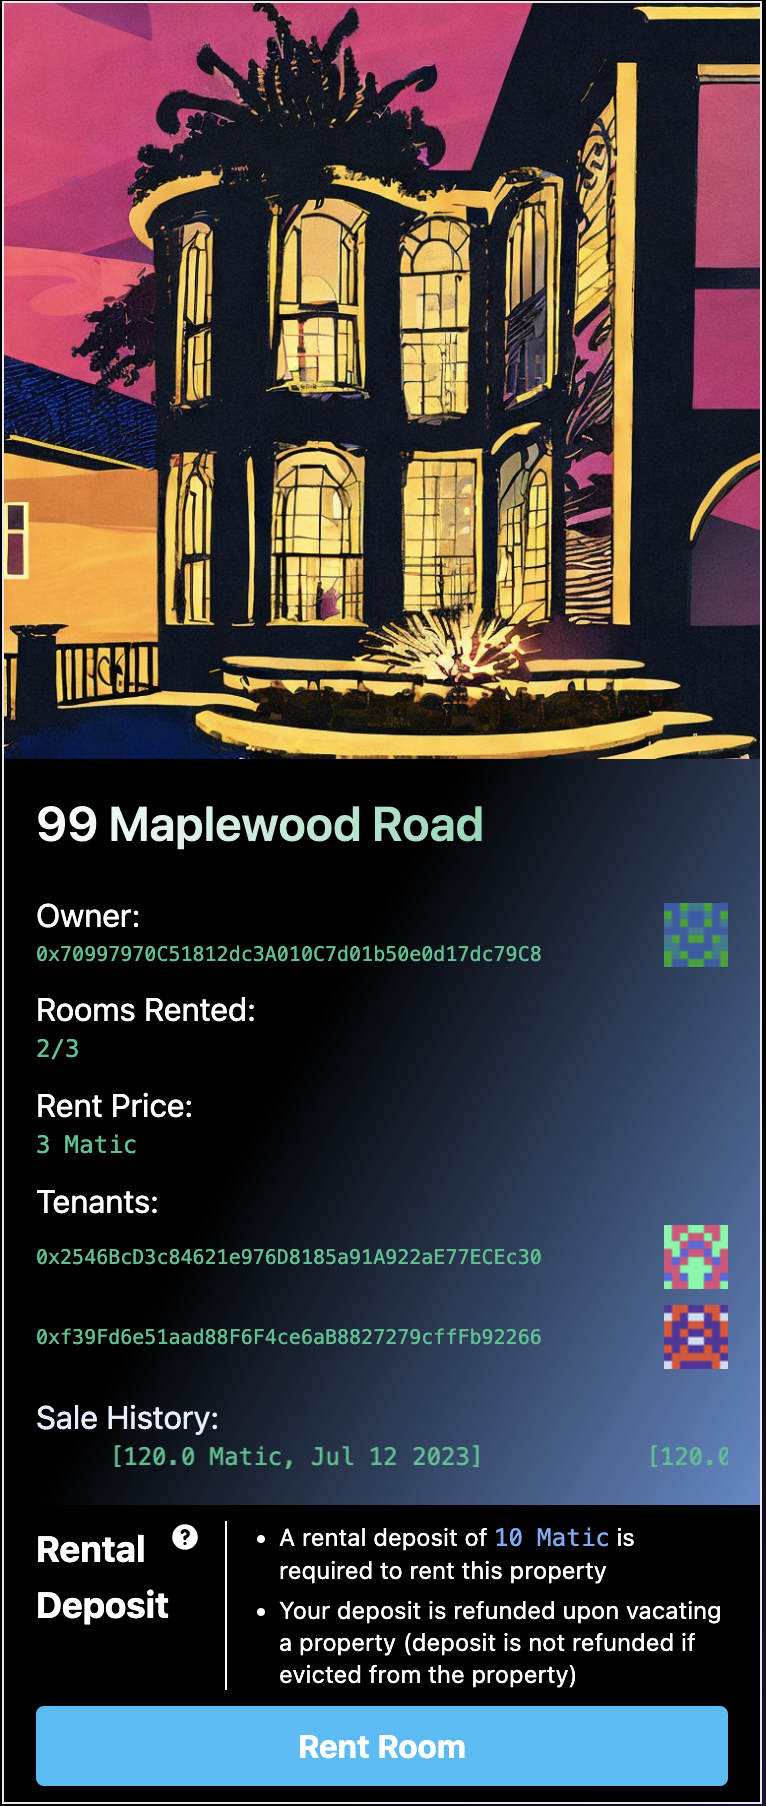 99 Maplewood Road
Owner:
0x70997970C51812dc3A010C7d01b50e0d17dc79C8
Rooms Rented:
2/3
Rent Price:
3 Matic
Tenants:
0x2546BcD3c84621e976D8185a91A922aE77ECEc30
0xf39Fd6e51aad88F6F4ce6aB8827279cffFb92266
Sale History:
[120.0 Matic, Jul 12 2023] [120.0
Rental ?
Deposit
• A rental deposit of 10 Matic is
required to rent this property
• Your deposit is refunded upon vacating
a property (deposit is not refunded if
evicted from the property)
Rent Room